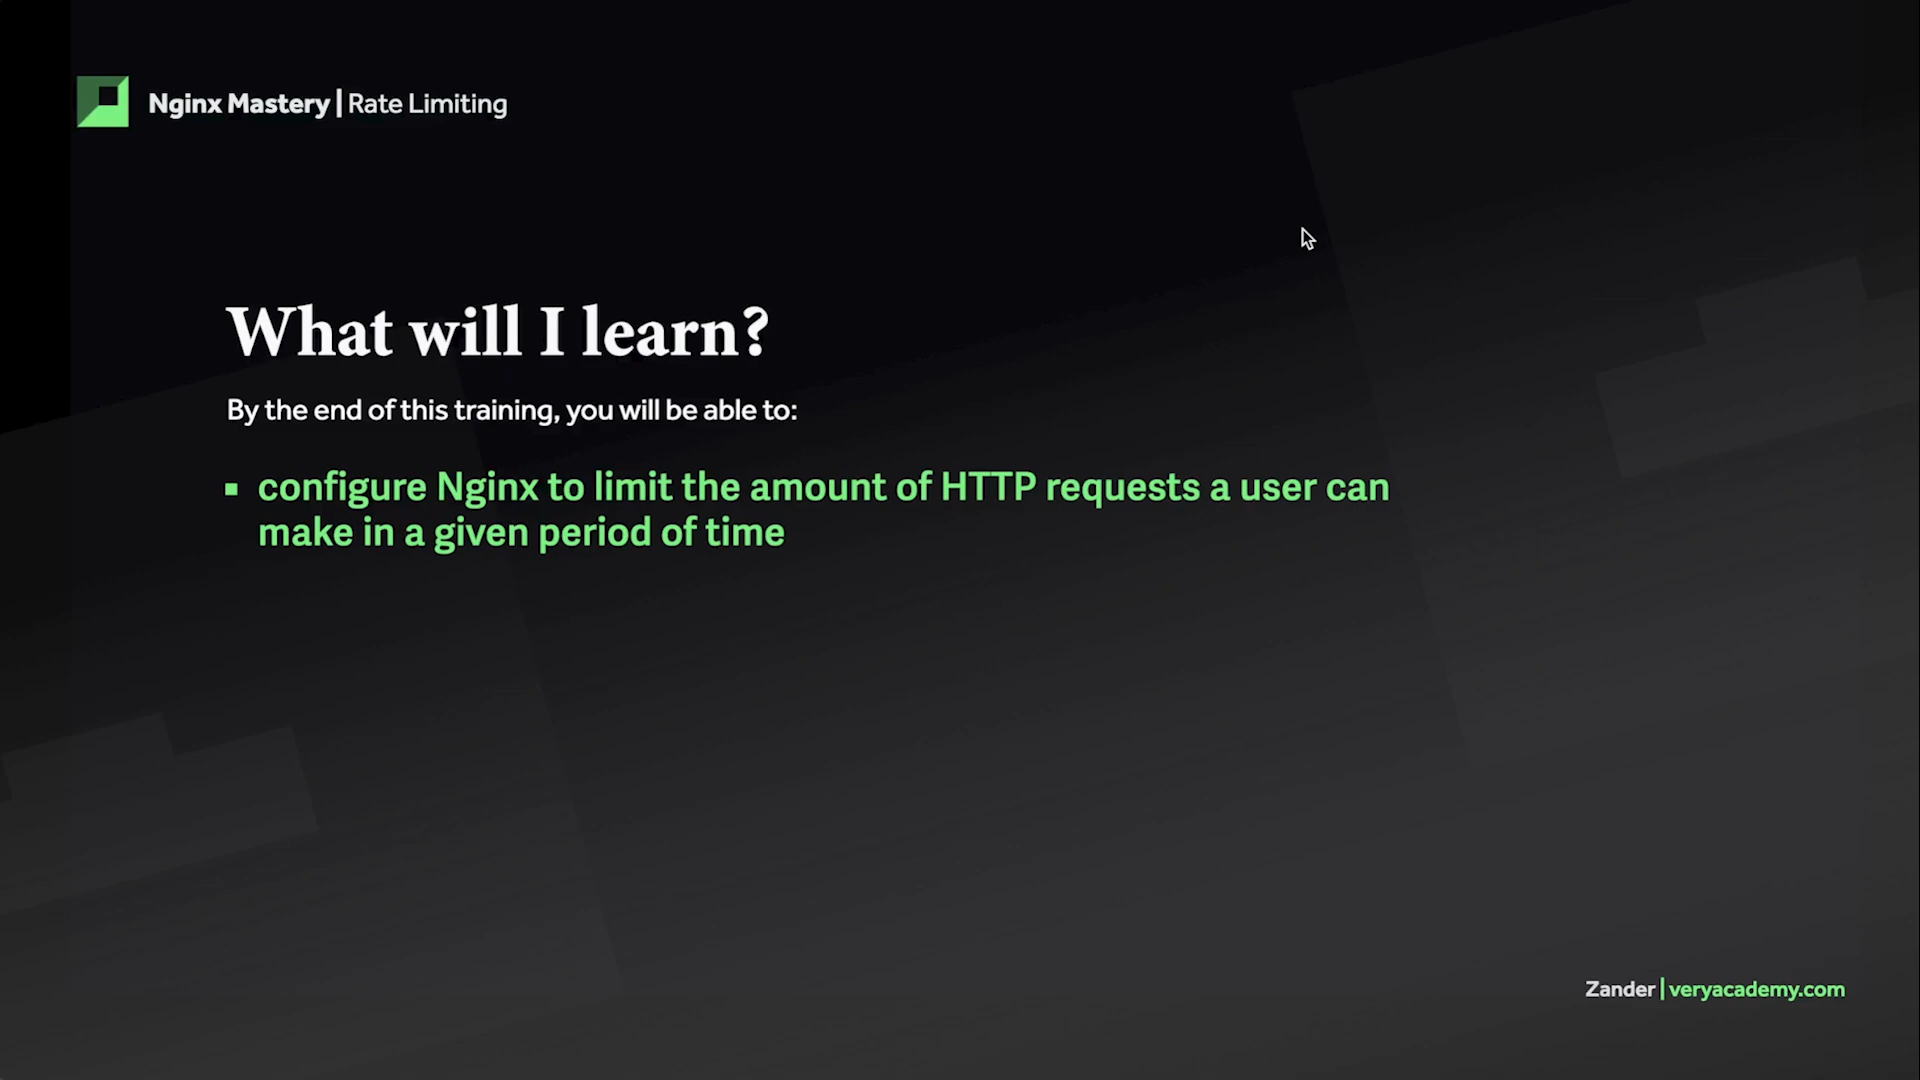 Nginx Mastery | Rate Limiting
What will I learn?
By the end of this training, you will be able to:
▪ configure Nginx to limit the amount of HTTP requests a user can
make in a given period of time
Zander | veryacademy.com